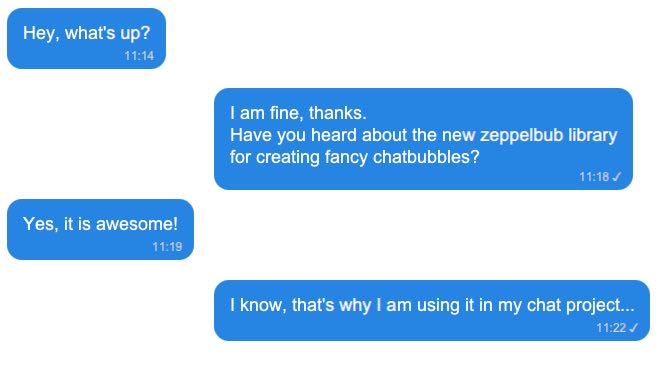 Hey, what's up?
11:14
I am fine, thanks.
Have you heard about the new zeppelbub library
for creating fancy chatbubbles?
11:18 ✓
Yes, it is awesome!
11:19
I know, that's why I am using it in my chat project...
11:22 ✓